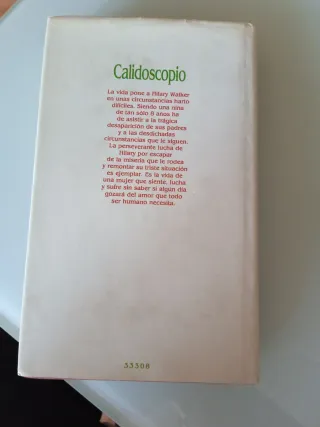 Calidoscopio
La vida pone a Hilary Walker
en unas circunstancias harto
difíciles. Siendo una niña
de tan sólo 8 años ha
de asistir a la trágica
desaparición de sus padres
y a las desdichadas
circunstancias que le siguen.
La perseverante lucha de
Hilary por escapar
de la miseria que le rodea
y remontar su triste situación
es ejemplar. Es la vida de
una mujer que siente, lucha
y sufre sin saber si algún día
gozará del amor que todo
ser humano necesita.
33308